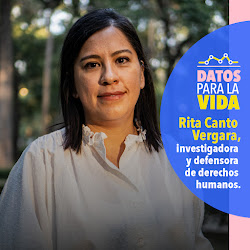 DATOS
PARA LA
VIDA
Rita Canto
Vergara,
investigadora
y defensora
de derechos
humanos.